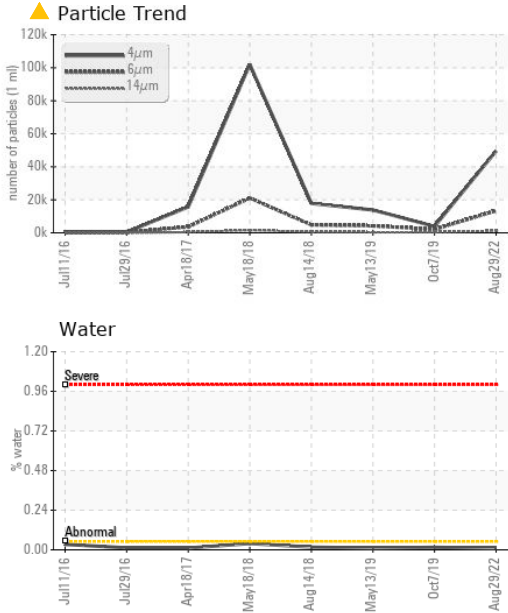 Particle Trend
number of particles (1 ml)
120k
100k
80k
60k
40k
20k
0k
4μm
6μm
14μm
Jul11/16
Jul29/16
Apr18/17
May18/18
Aug14/18
May13/19
Oct7/19
Aug29/22
Water
% water
1.20
0.96
0.72
0.48
0.24
0.00
Severe
Abnormal
Jul11/16
Jul29/16
Apr18/17
May18/18
Aug14/18
May13/19
Oct7/19
Aug29/22